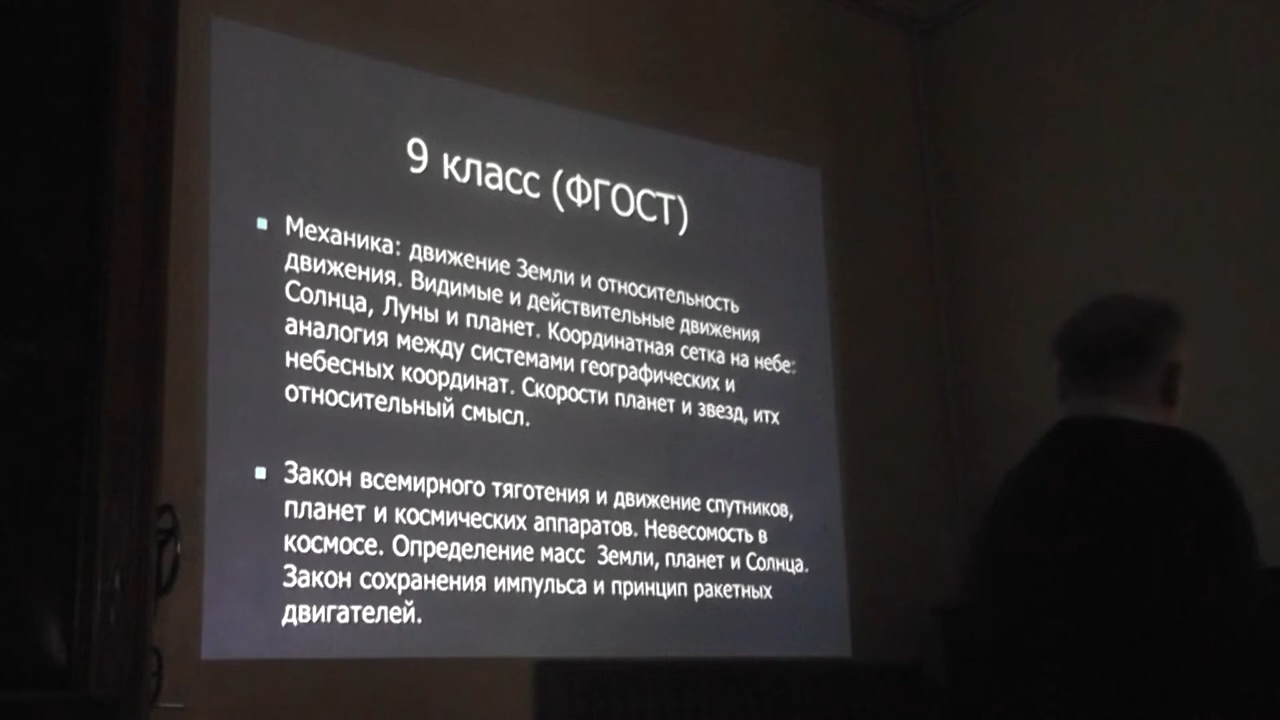 9 класс (ФГОСТ)
Механика: движение Земли и относительность
движения. Видимые и действительные движения
Солнца, Луны и планет. Координатная сетка на небе:
аналогия между системами географических и
небесных координат. Скорости планет и звезд, итх
относительный смысл.
Закон всемирного тяготения и движение спутников,
планет и космических аппаратов. Невесомость в
космосе. Определение масс Земли, планет и Солнца.
Закон сохранения импульса и принцип ракетных
двигателей.